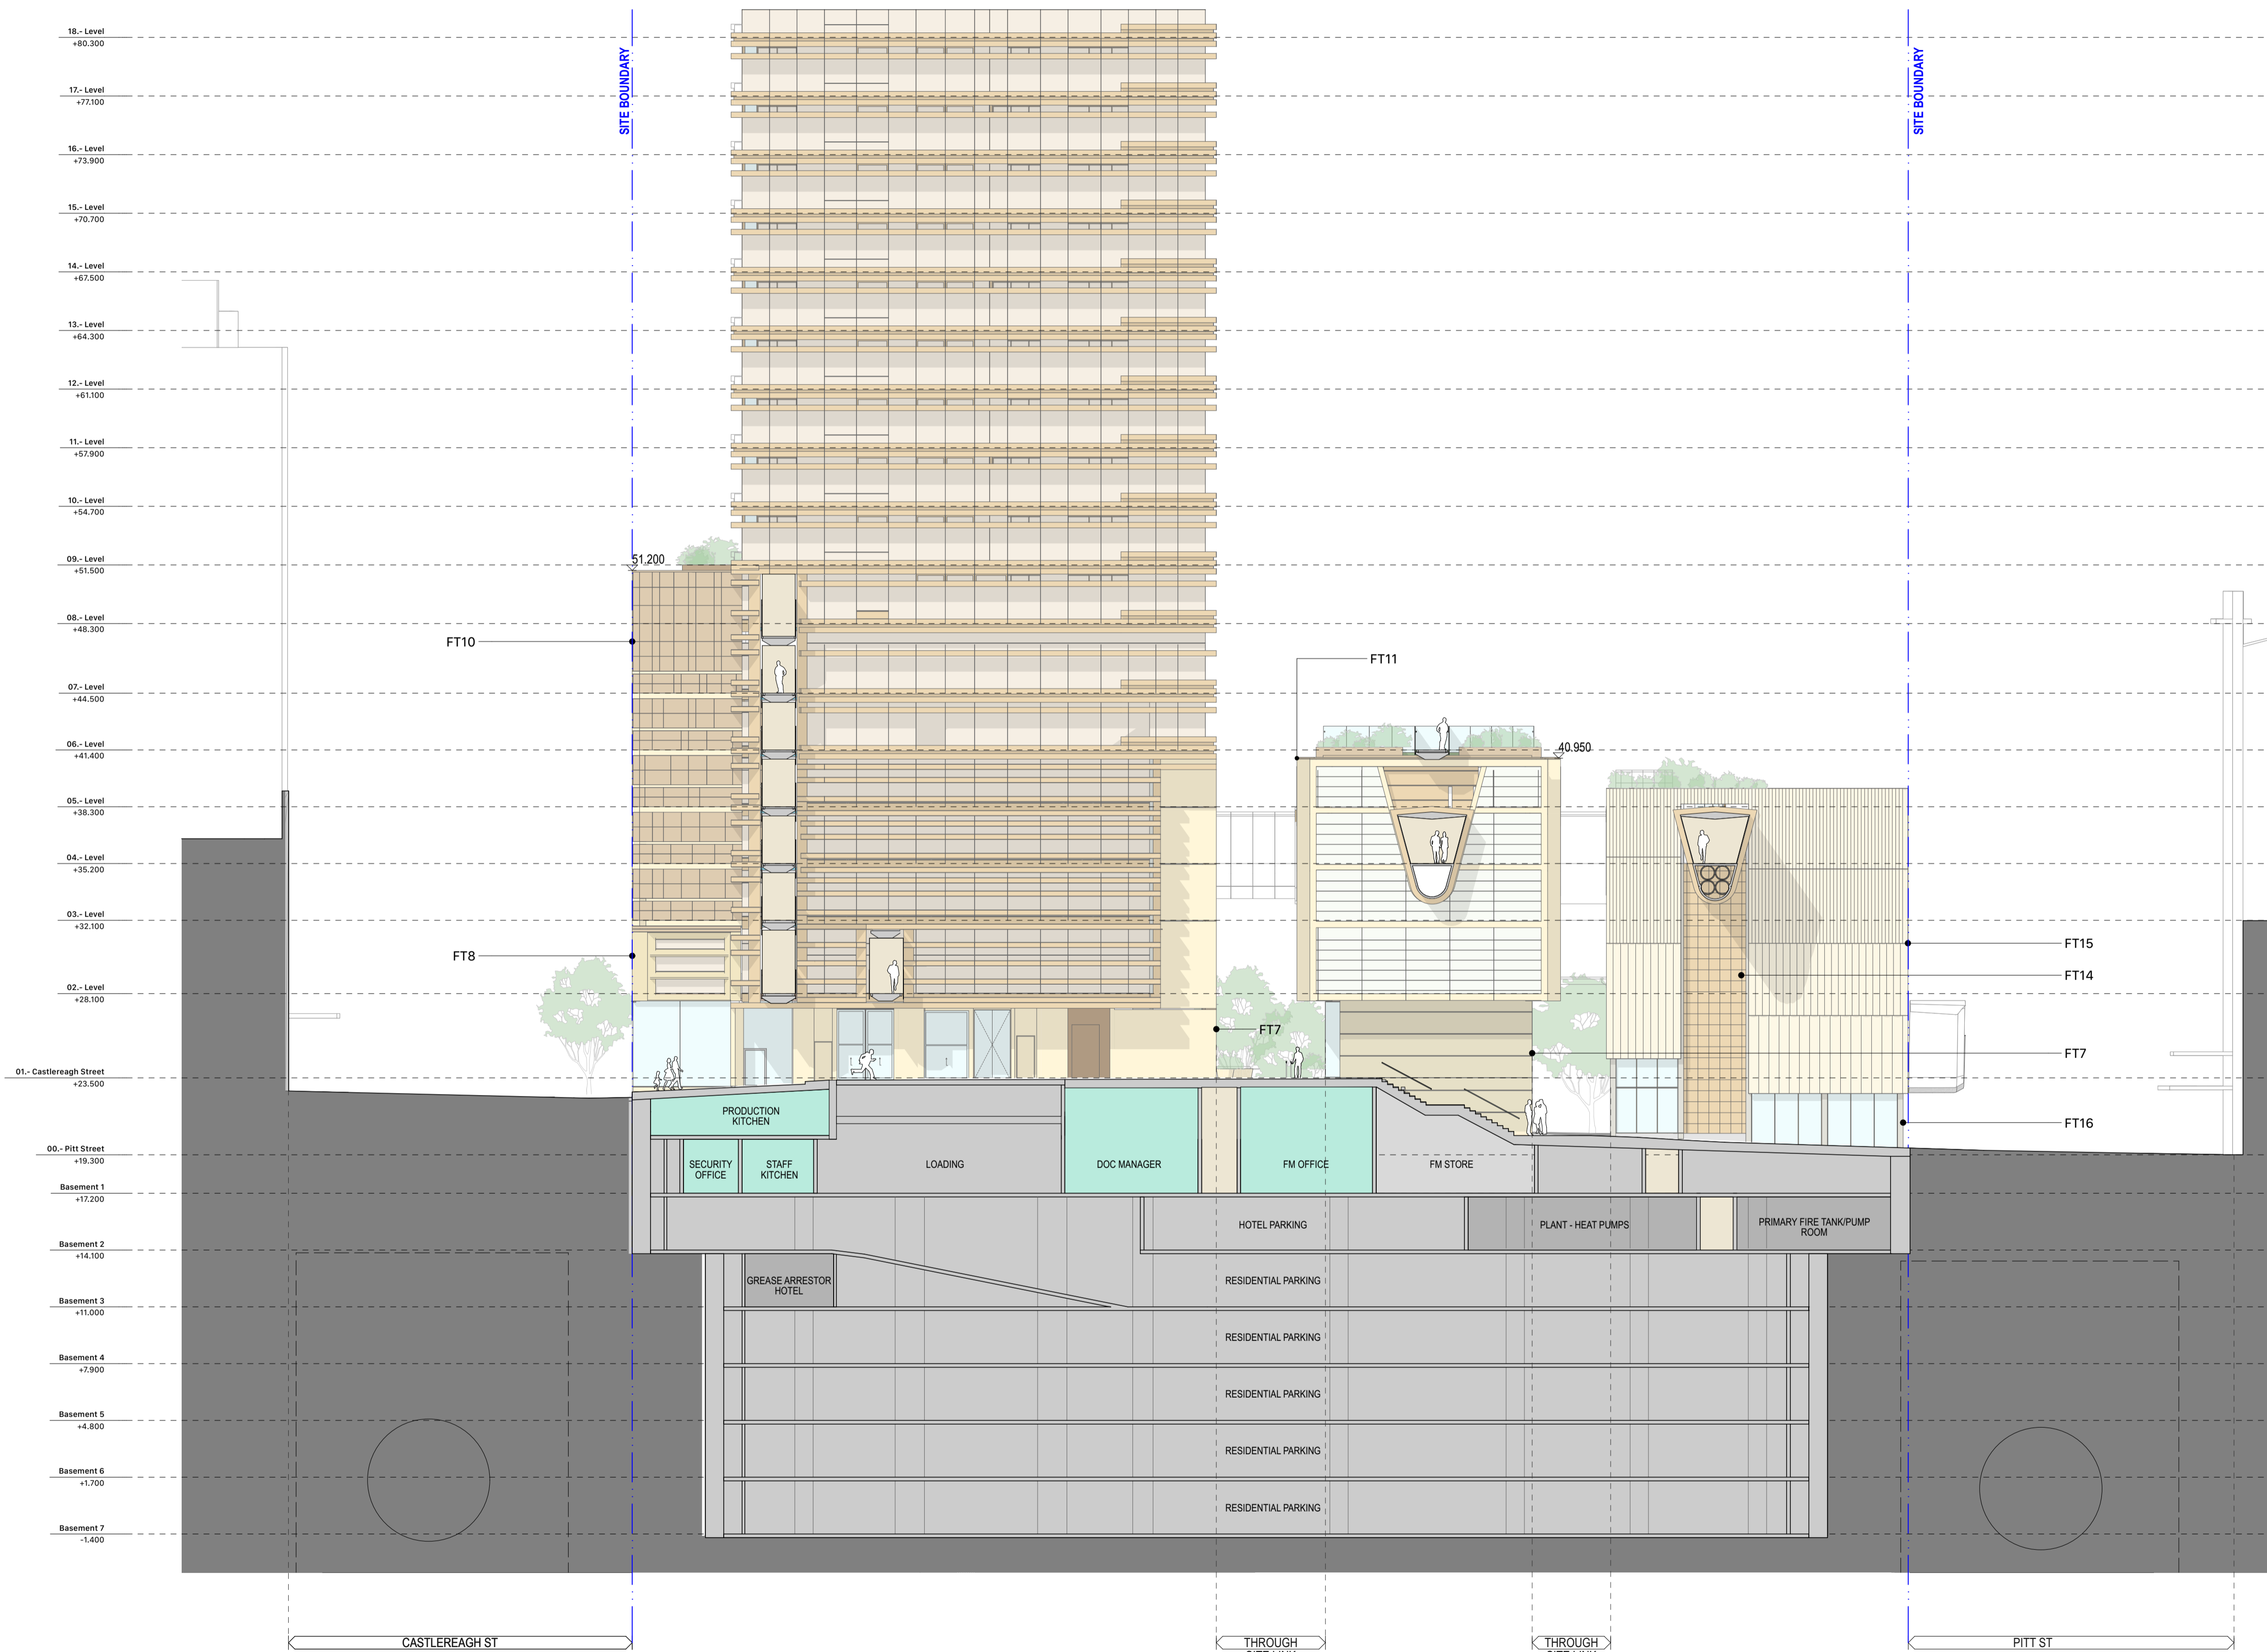 18.- Level
+80.300
17.- Level
+77.100
16.- Level
+73.900
15.- Level
+70.700
14.- Level
+67.500
13.- Level
+64.300
12.- Level
+61.100
11.- Level
+57.900
10.- Level
+54.700
09.- Level
+51.500
08.- Level
+48.300
07.- Level
+44.500
06.- Level
+41.400
05.- Level
+38.300
04.- Level
+35.200
03.- Level
+32.100
02.- Level
+28.100
01.- Castlereagh Street
+23.500
00.- Pitt Street
+19.300
Basement 1
+17.200
Basement 2
+14.100
Basement 3
+11.000
Basement 4
+7.900
Basement 5
+4.800
Basement 6
+1.700
Basement 7
-1.400
SITE BOUNDARY
SITE BOUNDARY
51.200
FT10
FT11
40.950
FT8
FT15
FT14
FT7
FT7
FT16
PRODUCTION
KITCHEN
SECURITY
OFFICE
STAFF
KITCHEN
LOADING
DOC MANAGER
FM OFFICE
FM STORE
HOTEL PARKING
PLANT - HEAT PUMPS
PRIMARY FIRE TANK/PUMP
ROOM
GREASE ARRESTOR
HOTEL
RESIDENTIAL PARKING
RESIDENTIAL PARKING
RESIDENTIAL PARKING
RESIDENTIAL PARKING
RESIDENTIAL PARKING
CASTLEREAGH ST
THROUGH
THROUGH
PITT ST